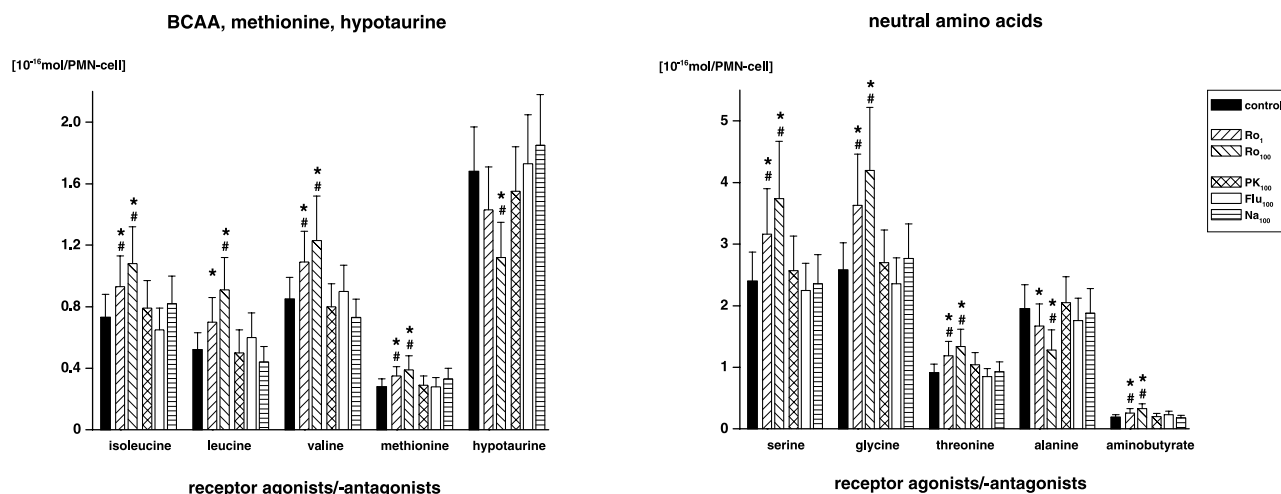 BCAA, methionine, hypotaurine
[10⁻¹⁶mol/PMN-cell]
2.0
1.6
1.2
0.8
0.4
0
* # * # * * # * # * # * # * # * #
isoleucine leucine valine methionine hypotaurine
receptor agonists/-antagonists
neutral amino acids
[10⁻¹⁶mol/PMN-cell]
5
4
3
2
1
0
* # * # * # * # * # * # * * # * # * #
serine glycine threonine alanine aminobutyrate
receptor agonists/-antagonists
control
Ro₁
Ro₁₀₀
PK₁₀₀
Flu₁₀₀
Na₁₀₀